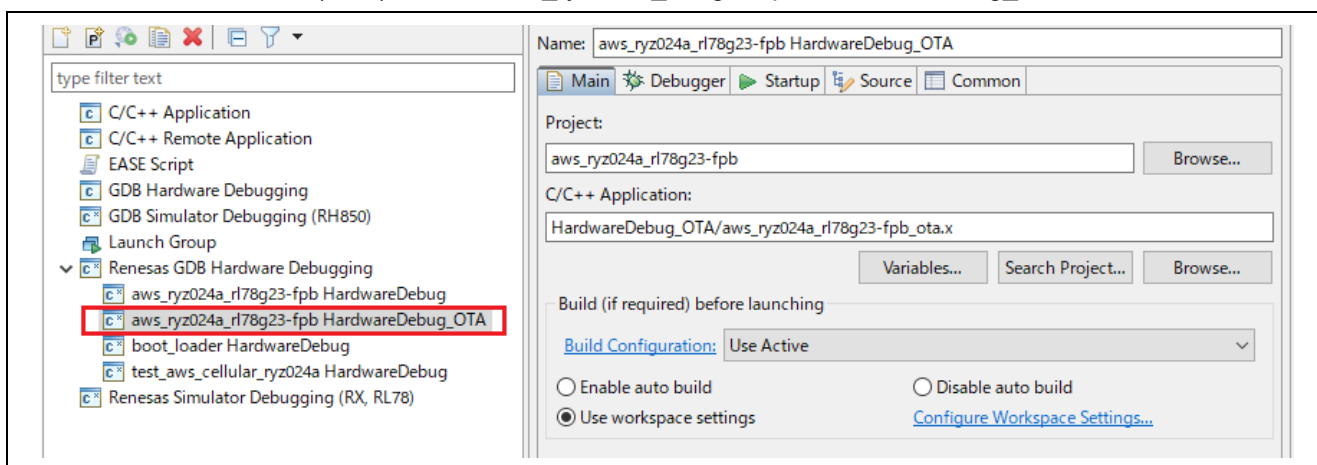 type filter text
C/C++ Application
C/C++ Remote Application
EASE Script
GDB Hardware Debugging
GDB Simulator Debugging (RH850)
Launch Group
Renesas GDB Hardware Debugging
aws_ryz024a_rl78g23-fpb HardwareDebug
aws_ryz024a_rl78g23-fpb HardwareDebug_OTA
boot_loader HardwareDebug
test_aws_cellular_ryz024a HardwareDebug
Renesas Simulator Debugging (RX, RL78)
Name: aws_ryz024a_rl78g23-fpb HardwareDebug_OTA
Main Debugger Startup Source Common
Project:
aws_ryz024a_rl78g23-fpb Browse...
C/C++ Application:
HardwareDebug_OTA/aws_ryz024a_rl78g23-fpb_ota.x
Variables... Search Project... Browse...
Build (if required) before launching
Build Configuration: Use Active
Enable auto build Disable auto build
Use workspace settings Configure Workspace Settings...